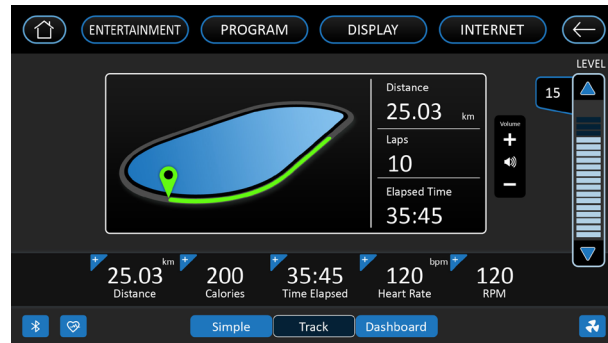 ENTERTAINMENT PROGRAM DISPLAY INTERNET
LEVEL
15
Distance
25.03 km
Laps
10
Elapsed Time
35:45
Volume
+
−
+ km + + + bpm +
25.03 200 35:45 120 120
Distance Calories Time Elapsed Heart Rate RPM
Simple Track Dashboard